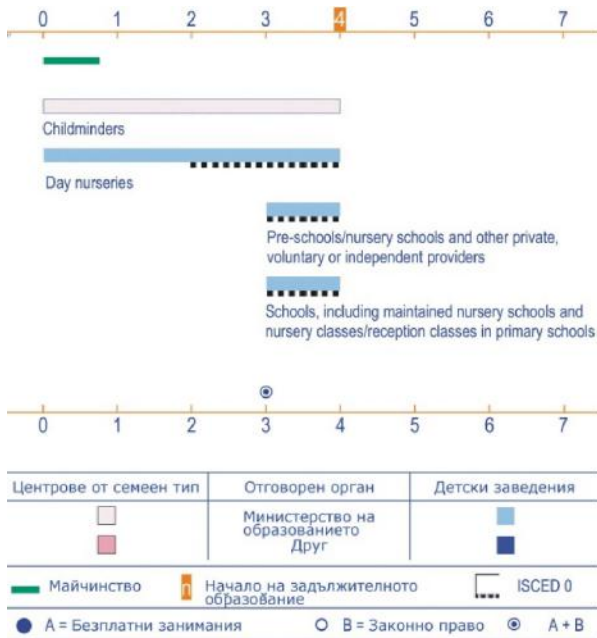 0 1 2 3 4 5 6 7
Childminders
Day nurseries
Pre-schools/nursery schools and other private,
voluntary or independent providers
Schools, including maintained nursery schools and
nursery classes/reception classes in primary schools
0 1 2 3 4 5 6 7
Центрове от семеен тип Отговорен орган Детски заведения
Министерство на
образованието
Друг
Майчинство n Начало на задължителното
образование ISCED 0
A = Безплатни занимания B = Законно право A + B